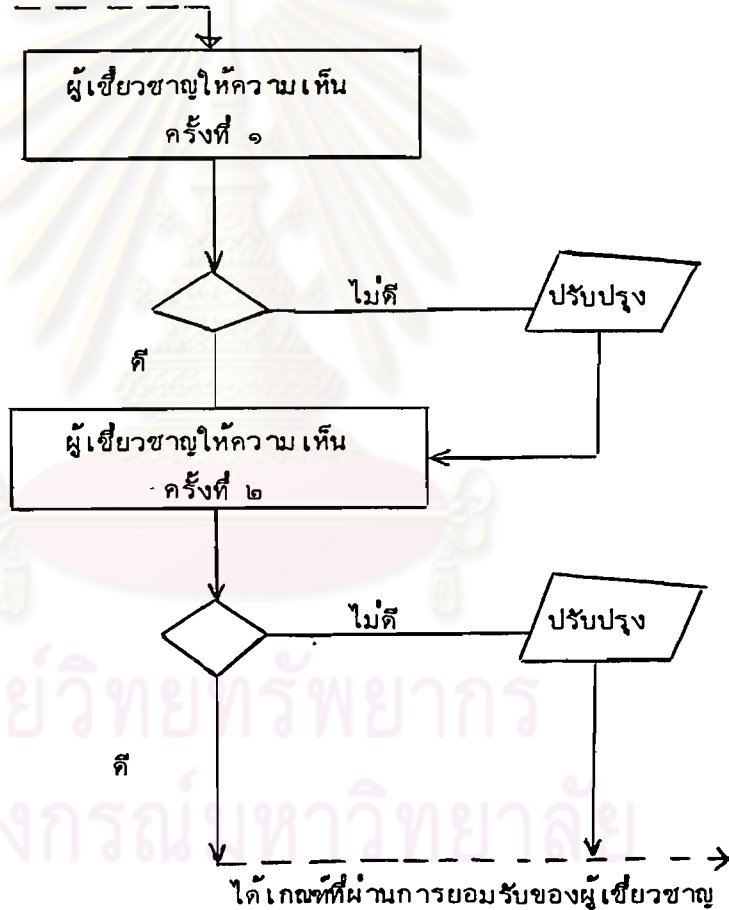 ผู้เชี่ยวชาญให้ความเห็น
ครั้งที่ ๑
ไม่ดี
ปรับปรุง
ดี
ผู้เชี่ยวชาญให้ความเห็น
ครั้งที่ ๒
ไม่ดี
ปรับปรุง
ดี
ได้เกณฑ์ที่ผ่านการยอมรับของผู้เชี่ยวชาญ